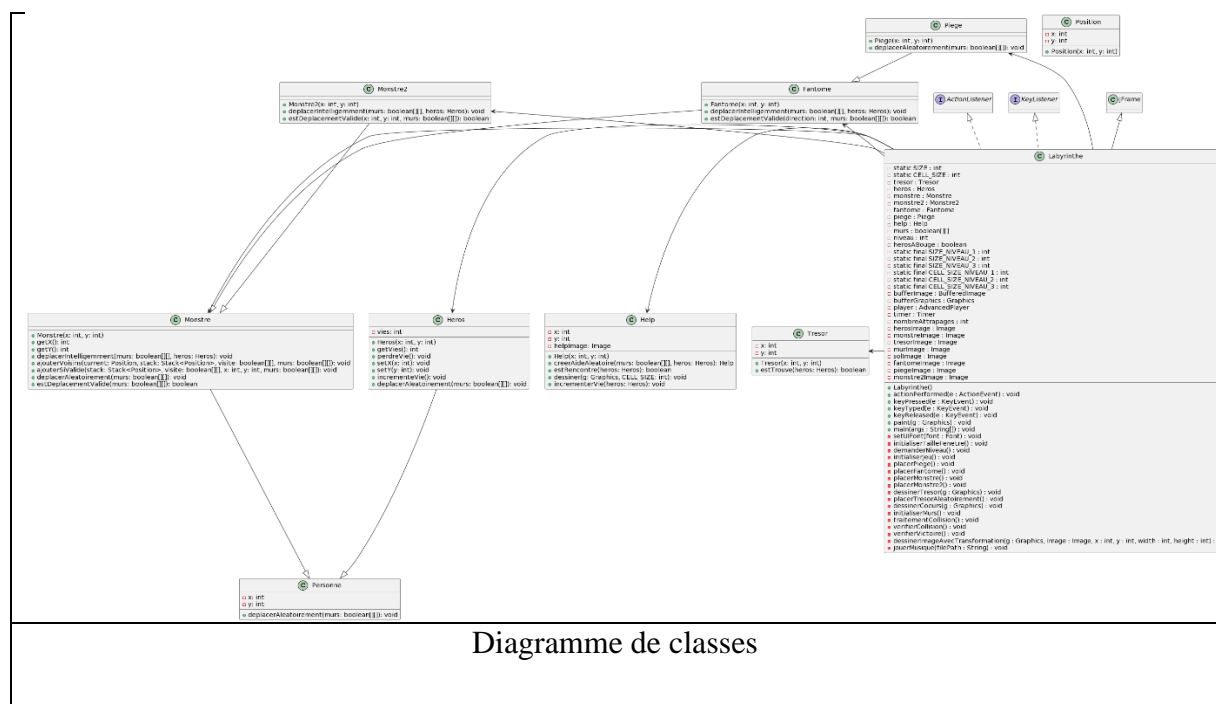 Piege
+ Piege(x: int, y: int)
+ deplacerAleatoirement(murs: boolean[][]): void
Position
x: int
y: int
Position(x: int, y: int)
Monstre2
Monstre2(x: int, y: int)
deplacerIntelligemment(murs: boolean[][], heros: Heros): void
estDeplacementValide(x: int, y: int, murs: boolean[][]): boolean
Fantome
Fantome(x: int, y: int)
deplacerIntelligemment(murs: boolean[][], heros: Heros): void
estDeplacementValide(direction: int, murs: boolean[][]): boolean
ActionListener
KeyListener
JFrame
Labyrinthe
static SIZE : int
static CELL_SIZE : int
tresor : Tresor
heros : Heros
monstre : Monstre
monstre2 : Monstre2
fantome : Fantome
piege : Piege
help : Help
murs : boolean[][]
niveau : int
herosABouge : boolean
static final SIZE_NIVEAU_1 : int
static final SIZE_NIVEAU_2 : int
static final SIZE_NIVEAU_3 : int
static final CELL_SIZE_NIVEAU_1 : int
static final CELL_SIZE_NIVEAU_2 : int
static final CELL_SIZE_NIVEAU_3 : int
bufferImage : BufferedImage
bufferGraphics : Graphics
player : AdvancedPlayer
timer : Timer
nombreAttrapages : int
herosImage : Image
monstreImage : Image
tresorImage : Image
murImage : Image
solImage : Image
fantomeImage : Image
piegeImage : Image
monstre2Image : Image
Labyrinthe()
actionPerformed(e : ActionEvent) : void
keyPressed(e : KeyEvent) : void
keyTyped(e : KeyEvent) : void
keyReleased(e : KeyEvent) : void
paint(g : Graphics) : void
main(args : String[]) : void
setUIFont(font : Font) : void
initialiserTailleFenetre() : void
demanderNiveau() : void
initialiserJeu() : void
placerPiege() : void
placerFantome() : void
placerMonstre() : void
placerMonstre2() : void
dessinerTresor(g : Graphics) : void
placerTresorAleatoirement() : void
dessinerCoeurs(g : Graphics) : void
initialiserMurs() : void
traitementCollision() : void
verifierCollision() : void
verifierVictoire() : void
dessinerImageAvecTransformation(g : Graphics, image : Image, x : int, y : int, width : int, height : int) :
jouerMusique(filePath : String) : void
Monstre
Monstre(x: int, y: int)
getX(): int
getY(): int
deplacerIntelligemment(murs: boolean[][], heros: Heros): void
ajouterVoisins(current: Position, stack: Stack<Position>, visite: boolean[][], murs: boolean[][]): void
ajouterSiValide(stack: Stack<Position>, visite: boolean[][], x: int, y: int, murs: boolean[][]): void
deplacerAleatoirement(murs: boolean[][]): void
estDeplacementValide(murs: boolean[][]): boolean
Heros
vies: int
Heros(x: int, y: int)
getVies(): int
perdreVie(): void
setX(x: int): void
setY(y: int): void
incrementeVie(): void
deplacerAleatoirement(murs: boolean[][]): void
Help
x: int
y: int
helpImage: Image
Help(x: int, y: int)
creerAideAleatoire(murs: boolean[][], heros: Heros): Help
estRencontre(heros: Heros): boolean
dessiner(g: Graphics, CELL_SIZE: int): void
incrementerVie(heros: Heros): void
Tresor
x: int
y: int
Tresor(x: int, y: int)
estTrouve(heros: Heros): boolean
Personne
x: int
y: int
deplacerAleatoirement(murs: boolean[][]): void
Diagramme de classes